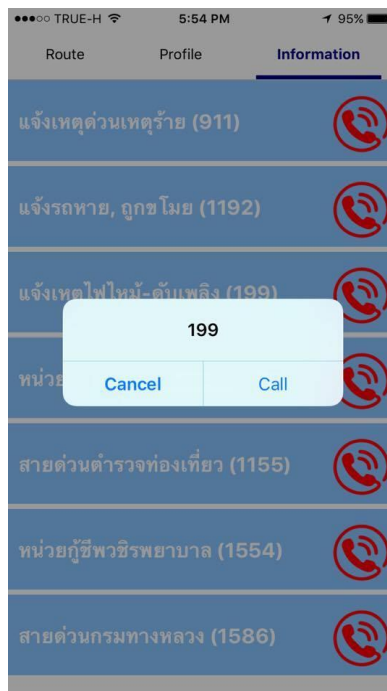 TRUE-H 5:54 PM 95%
Route Profile Information
แจ้งเหตุด่วนเหตุร้าย (911)
แจ้งรถหาย, ถูกขโมย (1192)
แจ้งเหตุไฟไหม้-ดับเพลิง (199)
199
Cancel Call
สายด่วนตำรวจท่องเที่ยว (1155)
หน่วยกู้ชีพวชิรพยาบาล (1554)
สายด่วนกรมทางหลวง (1586)